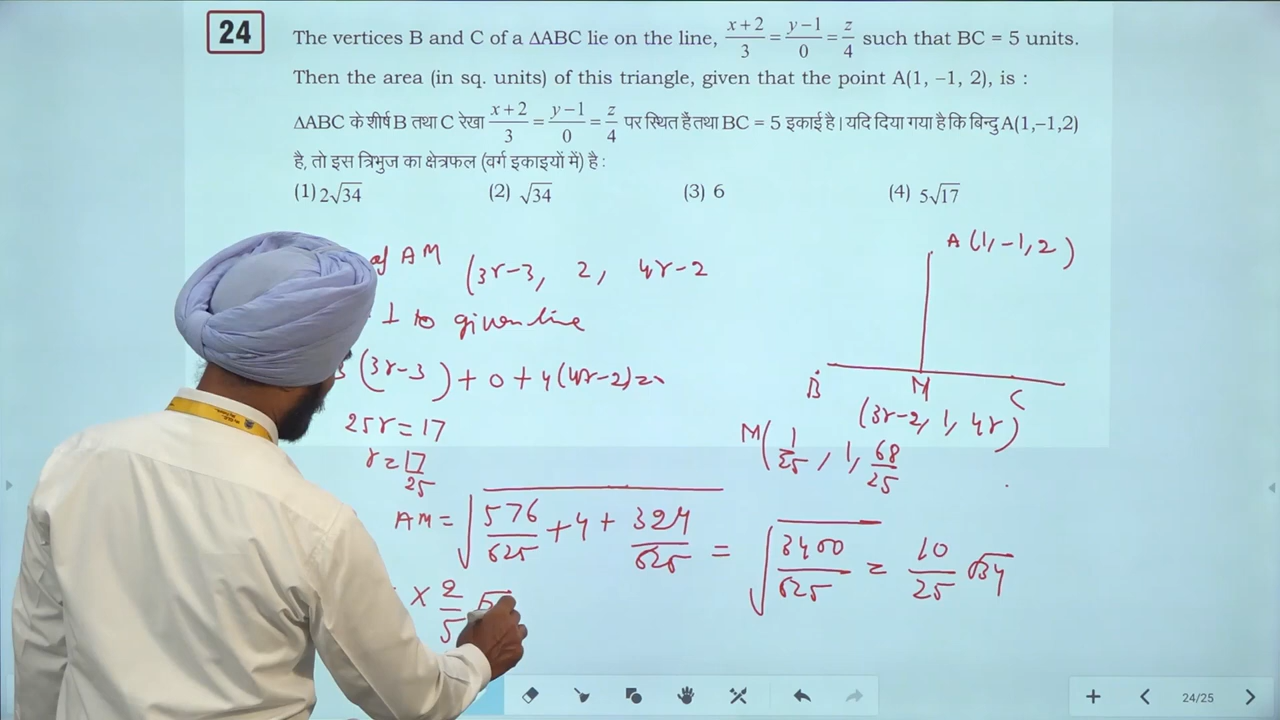 24
The vertices B and C of a ΔABC lie on the line, (x+2)/3 = (y−1)/0 = z/4 such that BC = 5 units.
Then the area (in sq. units) of this triangle, given that the point A(1, −1, 2), is :
ΔABC के शीर्ष B तथा C रेखा (x+2)/3 = (y−1)/0 = z/4 पर स्थित हैं तथा BC = 5 इकाई है। यदि दिया गया है कि बिन्दु A(1,−1,2)
है, तो इस त्रिभुज का क्षेत्रफल (वर्ग इकाइयों में) है :
(1) 2√34 (2) √34 (3) 6 (4) 5√17
of AM (3r−3, 2, 4r−2
⊥ to given line
(3r−3) + 0 + 4(4r−2)=
25r = 17
r = 17/25
A(1, −1, 2)
B M C
(3r−2, 1, 4r)
M(1/25, 1, 68/25
AM = √(576/625 + 4 + 324/625) = √(3400/625) = 10/25 √34
× 2/5 √
24/25